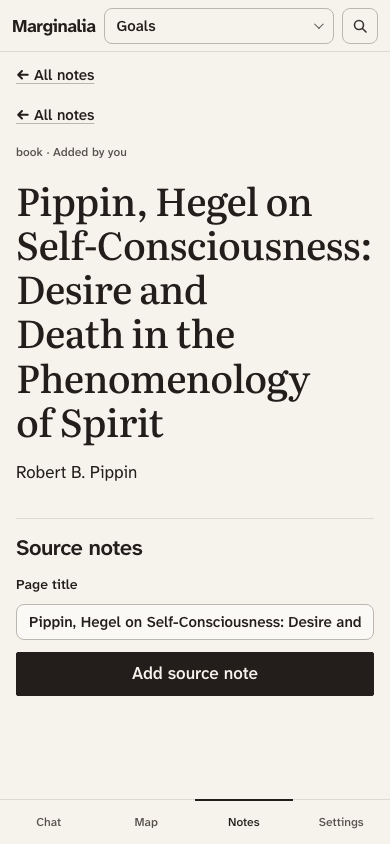 Marginalia
Goals
← All notes
← All notes
book · Added by you
Pippin, Hegel on
Self-Consciousness:
Desire and
Death in the
Phenomenology
of Spirit
Robert B. Pippin
Source notes
Page title
Pippin, Hegel on Self-Consciousness: Desire and
Add source note
Chat
Map
Notes
Settings